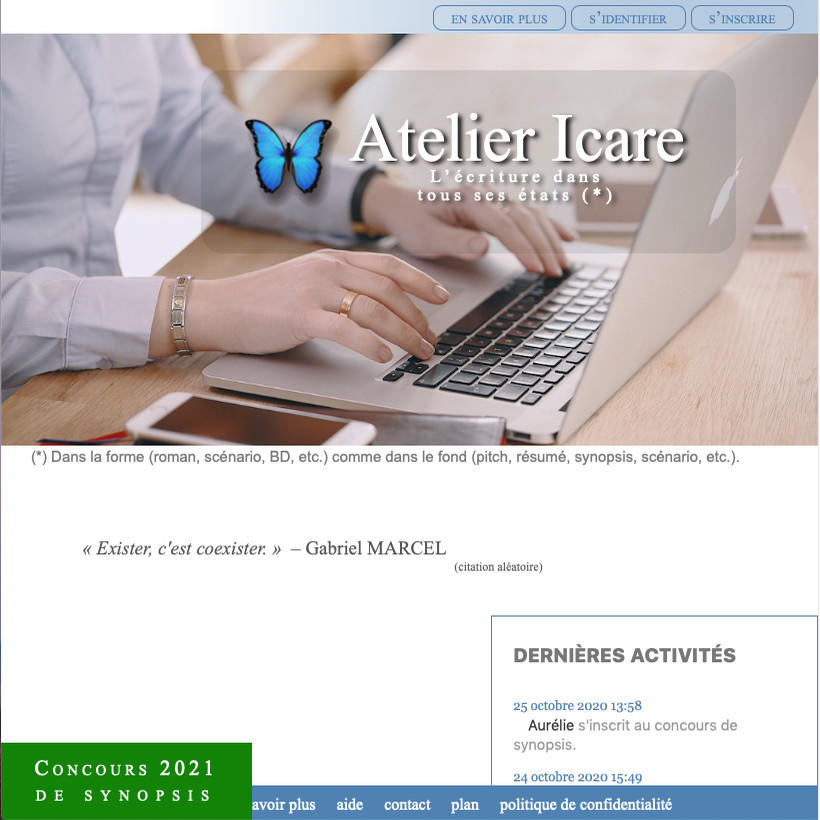 EN SAVOIR PLUS
S'IDENTIFIER
S'INSCRIRE
Atelier Icare
L'écriture dans
tous ses états (*)
(*) Dans la forme (roman, scénario, BD, etc.) comme dans le fond (pitch, résumé, synopsis, scénario, etc.).
« Exister, c'est coexister. » – Gabriel MARCEL
(citation aléatoire)
DERNIÈRES ACTIVITÉS
25 octobre 2020 13:58
Aurélie s'inscrit au concours de
synopsis.
24 octobre 2020 15:49
Concours 2021
de synopsis
avoir plus aide contact plan politique de confidentialité